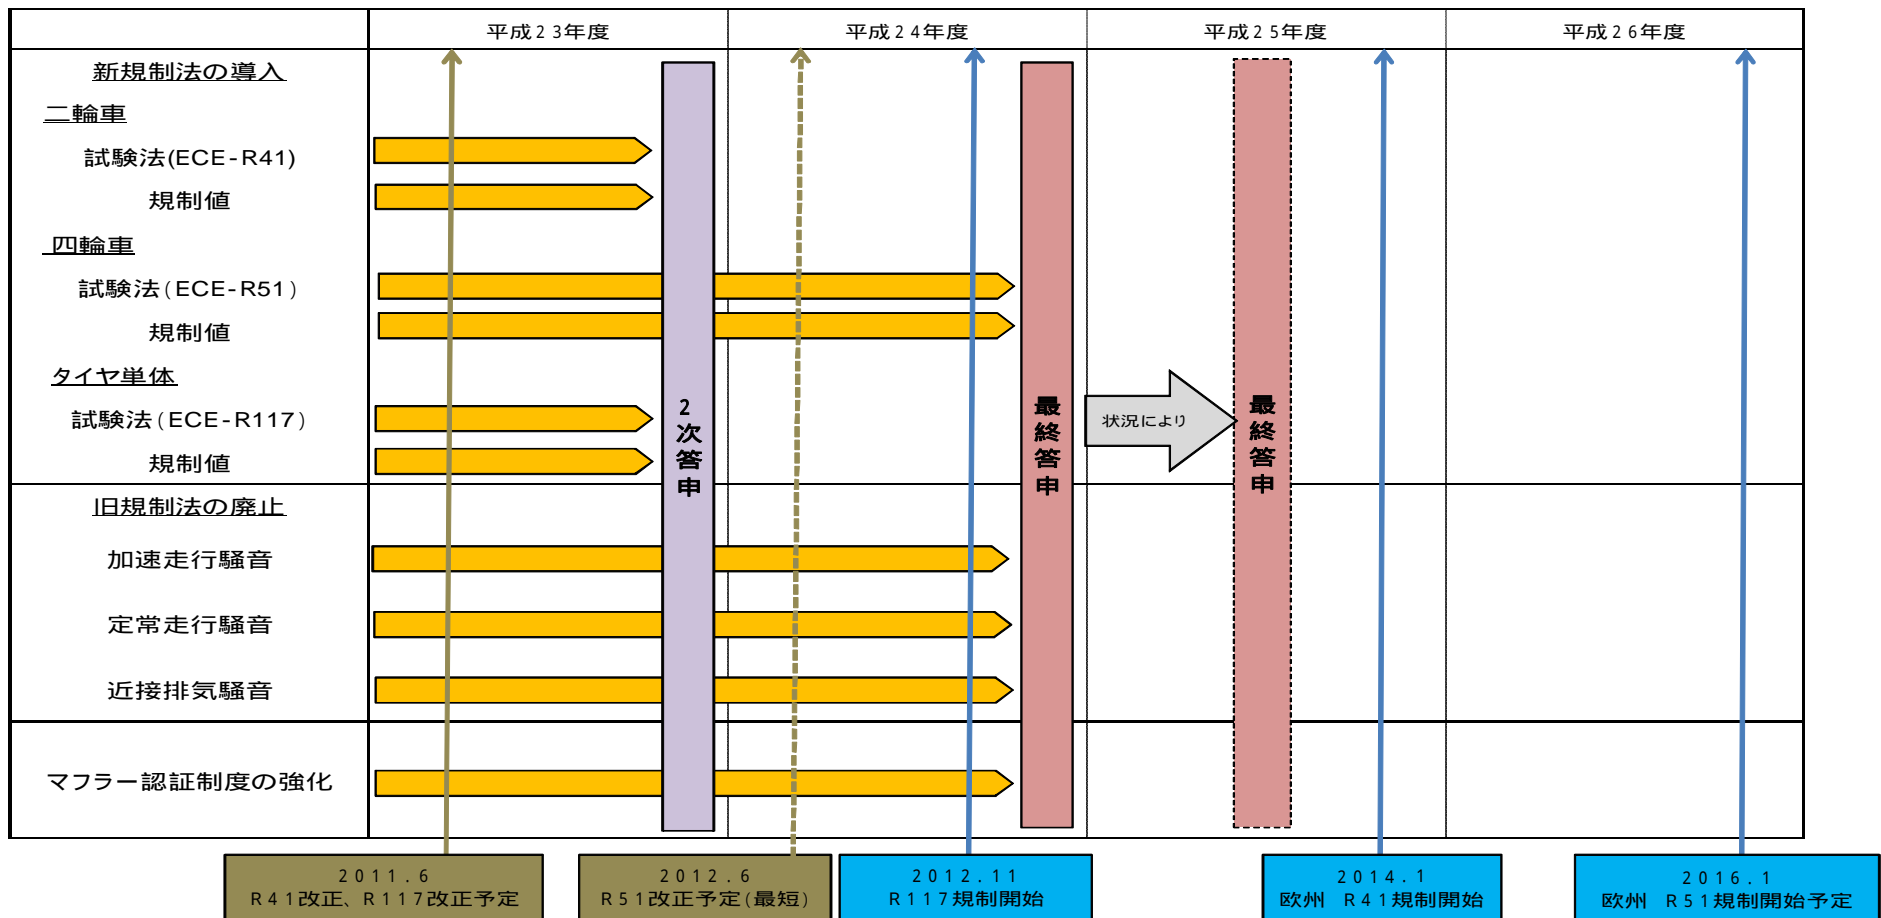 平成23年度
平成24年度
平成25年度
平成26年度
新規制法の導入
二輪車
試験法(ECE-R41)
規制値
四輪車
試験法(ECE-R51)
規制値
タイヤ単体
試験法(ECE-R117)
規制値
旧規制法の廃止
加速走行騒音
定常走行騒音
近接排気騒音
マフラー認証制度の強化
2次答申
最終答申
状況により
最終答申
2011.6
R41改正、R117改正予定
2012.6
R51改正予定(最短)
2012.11
R117規制開始
2014.1
欧州 R41規制開始
2016.1
欧州 R51規制開始予定